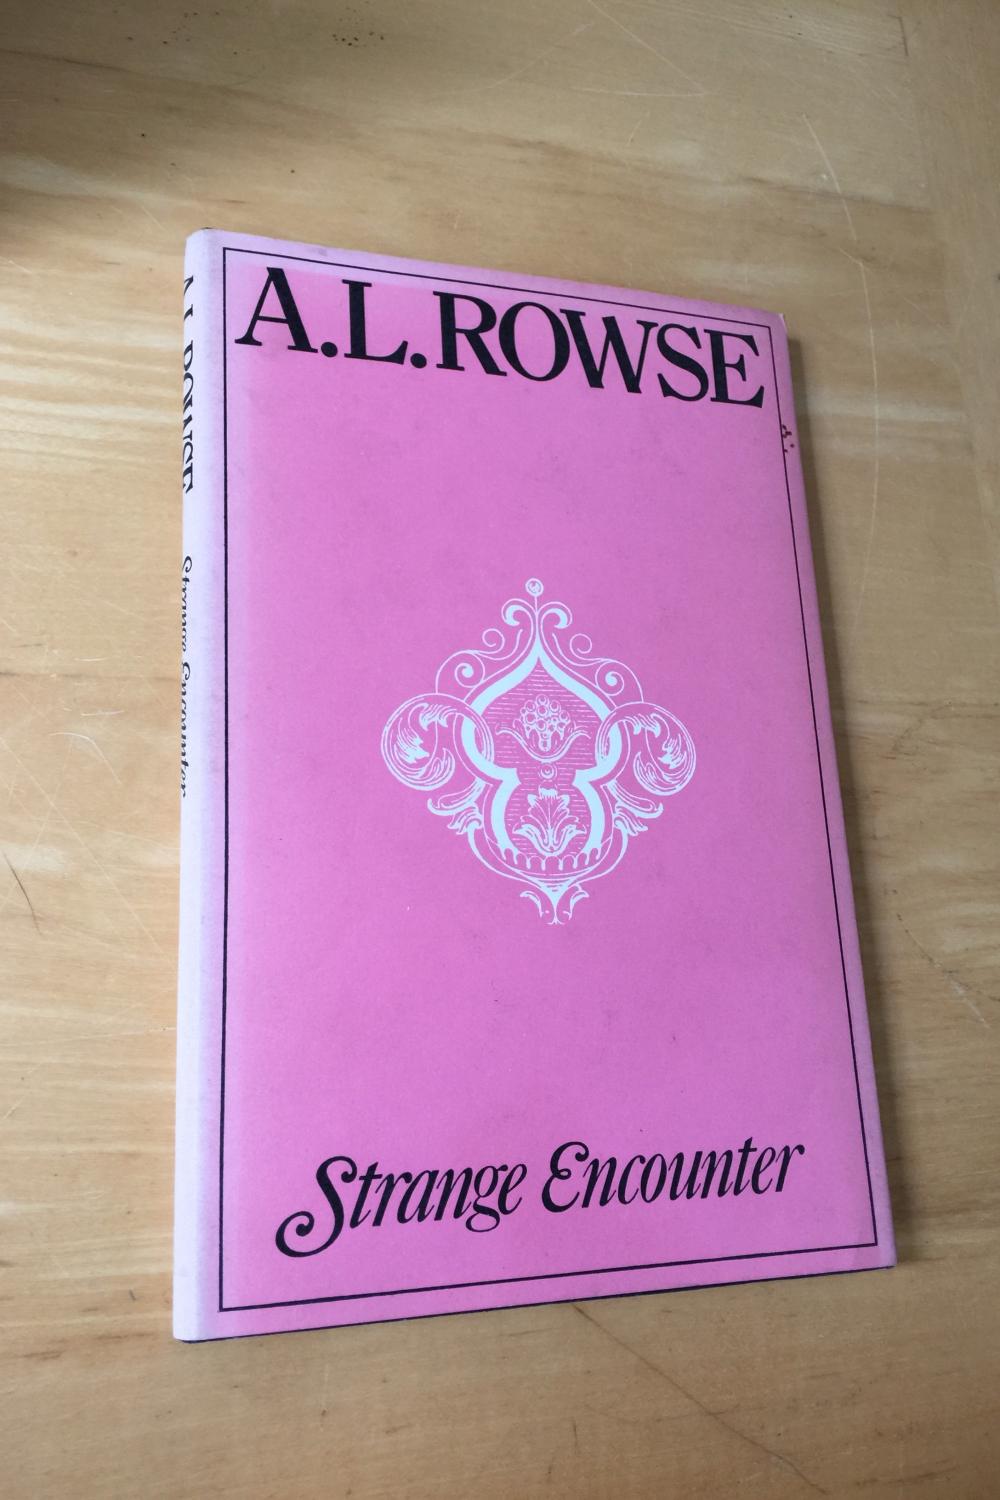 A.L.ROWSE
Strange Encounter
A.L. ROWSE Strange Encounter